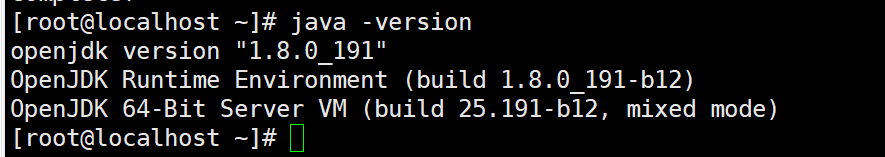 [root@localhost ~]# java -version
openjdk version "1.8.0_191"
OpenJDK Runtime Environment (build 1.8.0_191-b12)
OpenJDK 64-Bit Server VM (build 25.191-b12, mixed mode)
[root@localhost ~]#